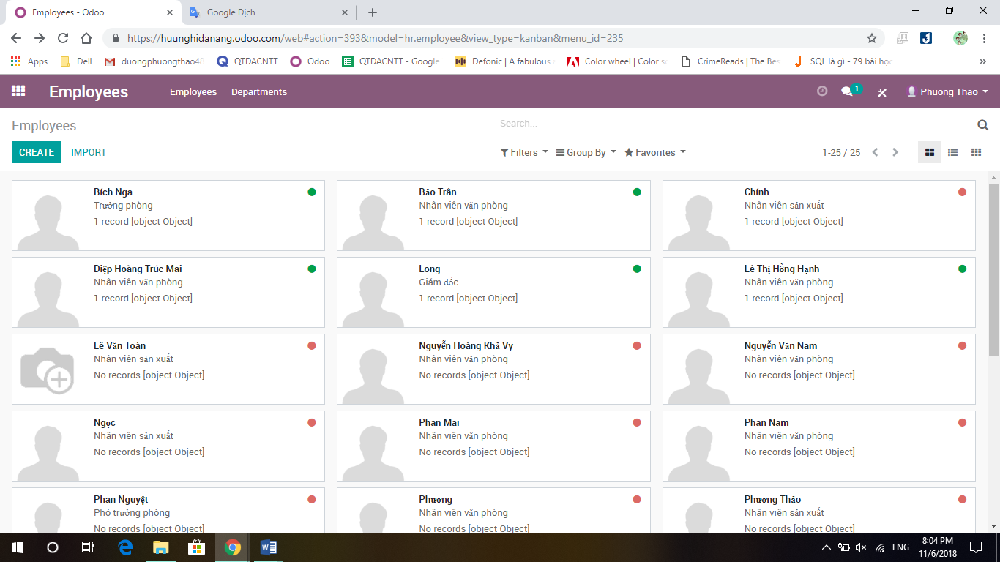 Employees - Odoo
Google Dịch
https://huunghidanang.odoo.com/web#action=393&model=hr.employee&view_type=kanban&menu_id=235
Apps Dell duongphuongthao48 QTDACNTT Odoo QTDACNTT - Google Defonic | A fabulous Color wheel | Color s CrimeReads | The Bes SQL là gì - 79 bài học
Employees Employees Departments 1 Phuong Thao
Employees Search...
CREATE IMPORT Filters Group By Favorites 1-25 / 25
Bích Nga
Trưởng phòng
1 record [object Object]
Bảo Trân
Nhân viên văn phòng
1 record [object Object]
Chính
Nhân viên sản xuất
1 record [object Object]
Diệp Hoàng Trúc Mai
Nhân viên văn phòng
1 record [object Object]
Long
Giám đốc
1 record [object Object]
Lê Thị Hồng Hạnh
Nhân viên văn phòng
1 record [object Object]
Lê Văn Toàn
Nhân viên sản xuất
No records [object Object]
Nguyễn Hoàng Khả Vy
Nhân viên văn phòng
No records [object Object]
Nguyễn Văn Nam
Nhân viên văn phòng
No records [object Object]
Ngọc
Nhân viên sản xuất
No records [object Object]
Phan Mai
Nhân viên văn phòng
No records [object Object]
Phan Nam
Nhân viên văn phòng
No records [object Object]
Phan Nguyệt
Phó trưởng phòng
No records [object Object]
Phương
Nhân viên văn phòng
No records [object Object]
Phương Thảo
Nhân viên sản xuất
No records [object Object]
ENG
8:04 PM
11/6/2018